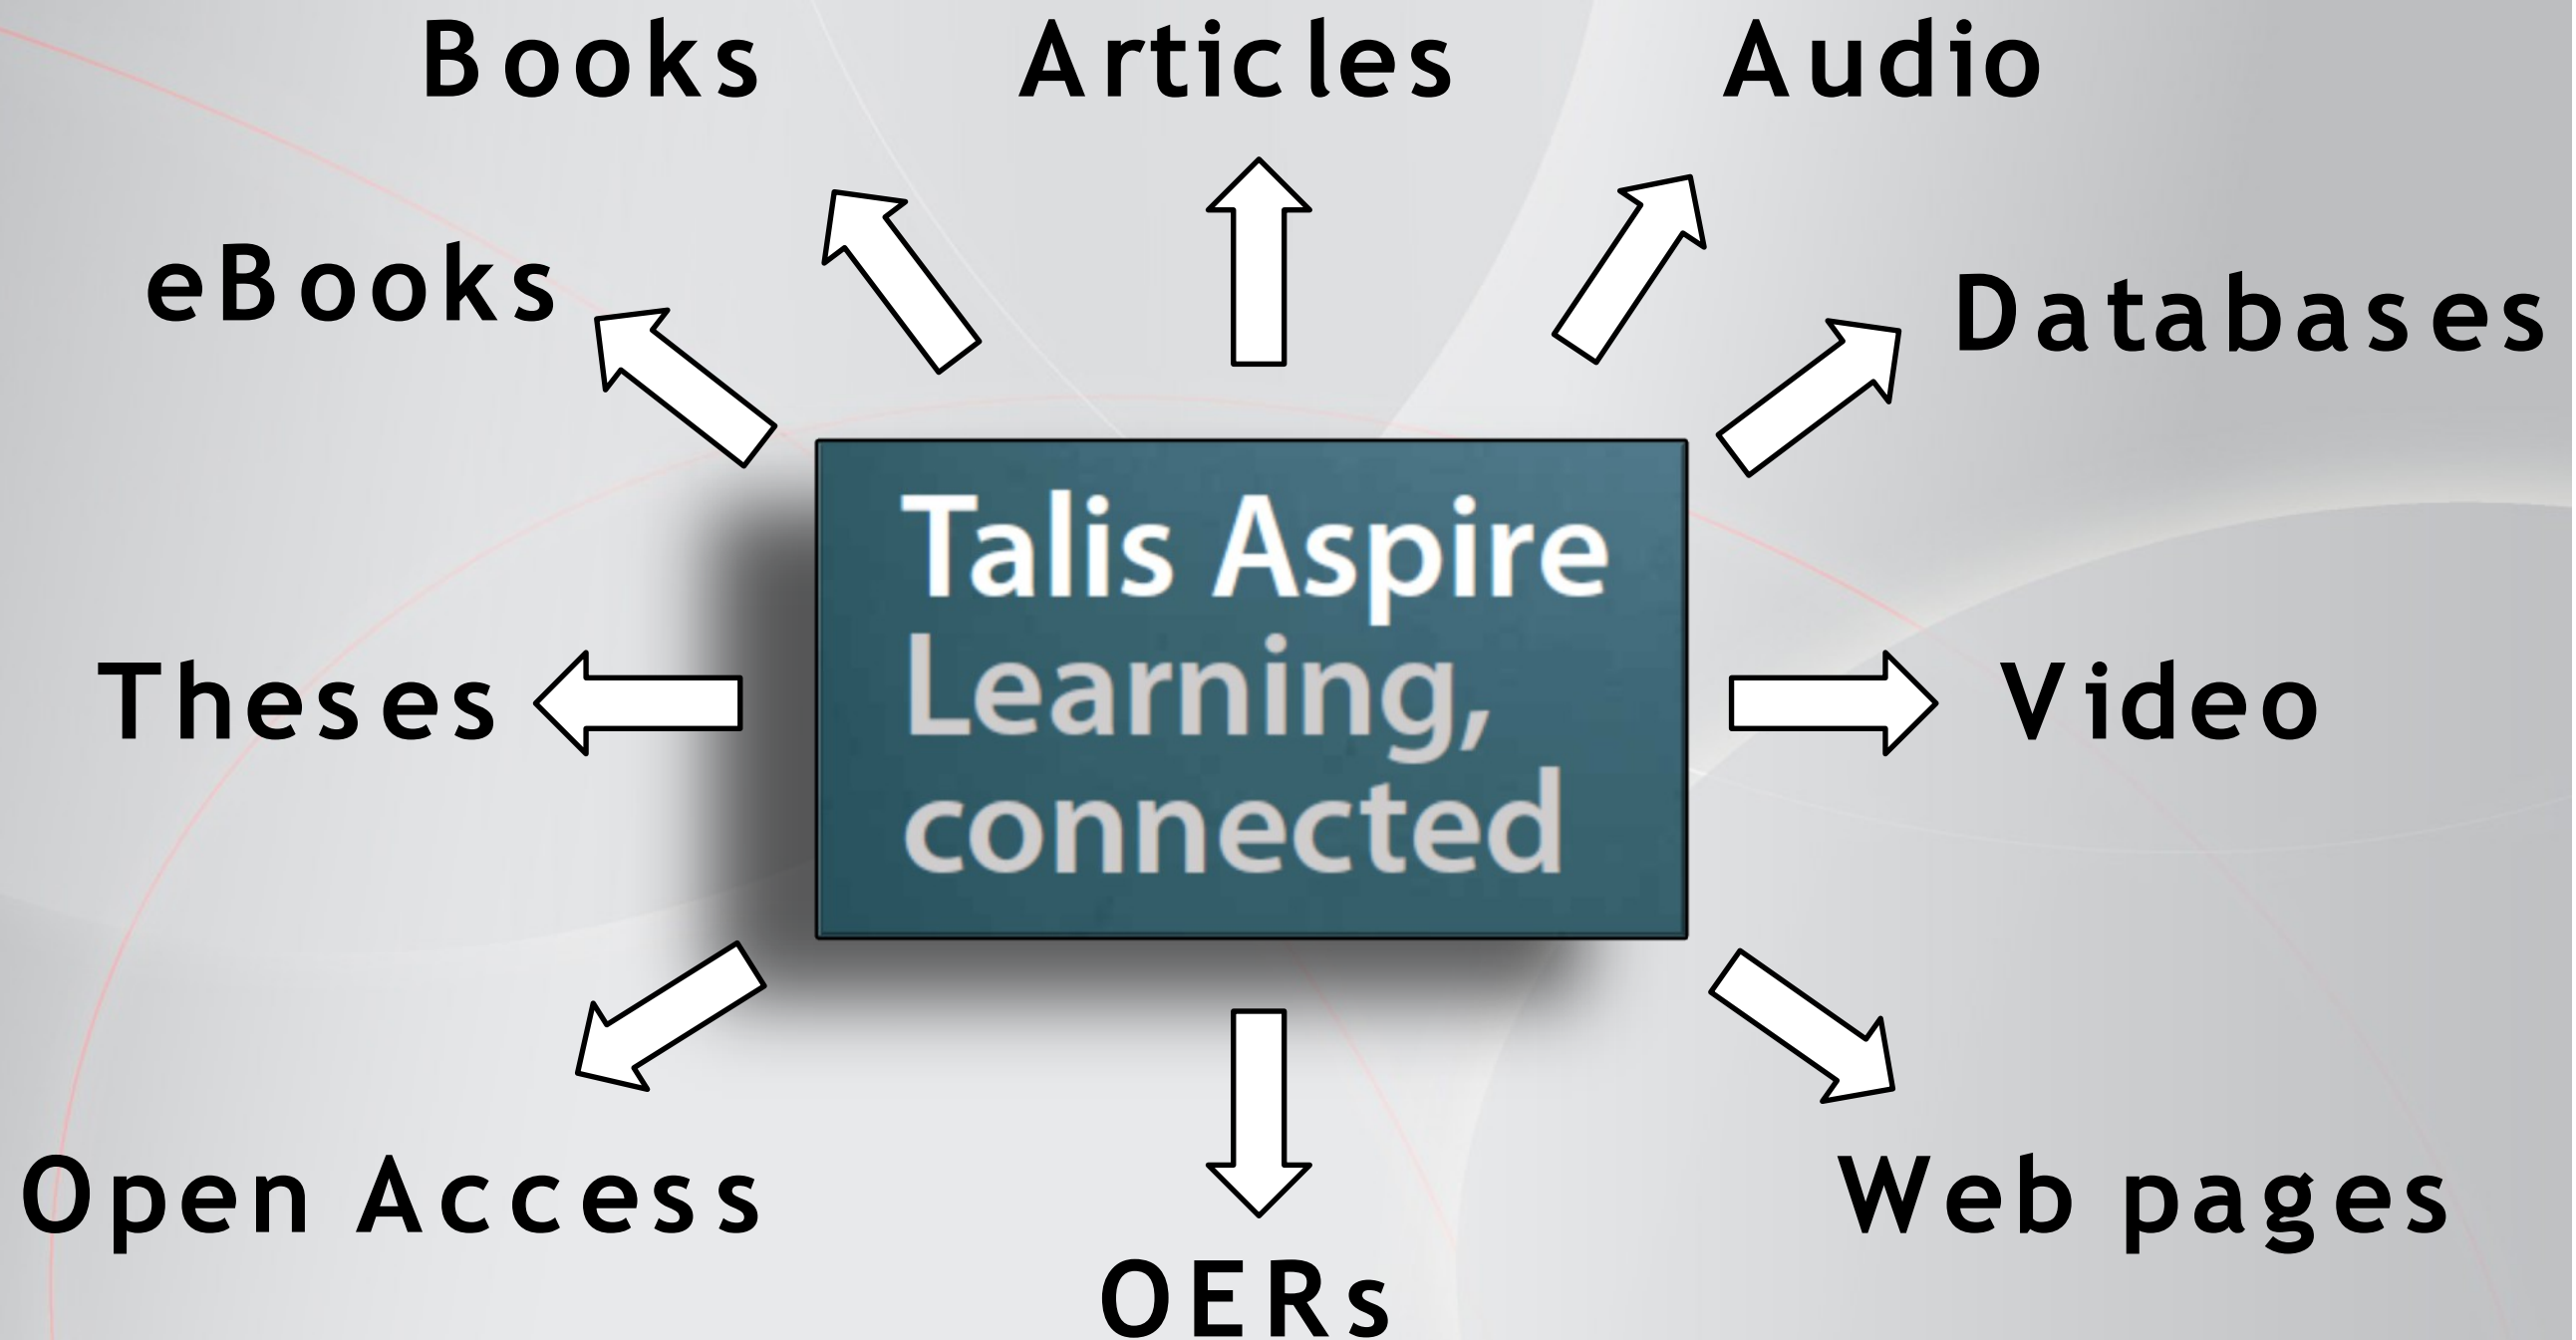 Books
Articles
Audio
eBooks
Databases
Talis Aspire
Learning,
connected
Theses
Video
Open Access
Web pages
OERs